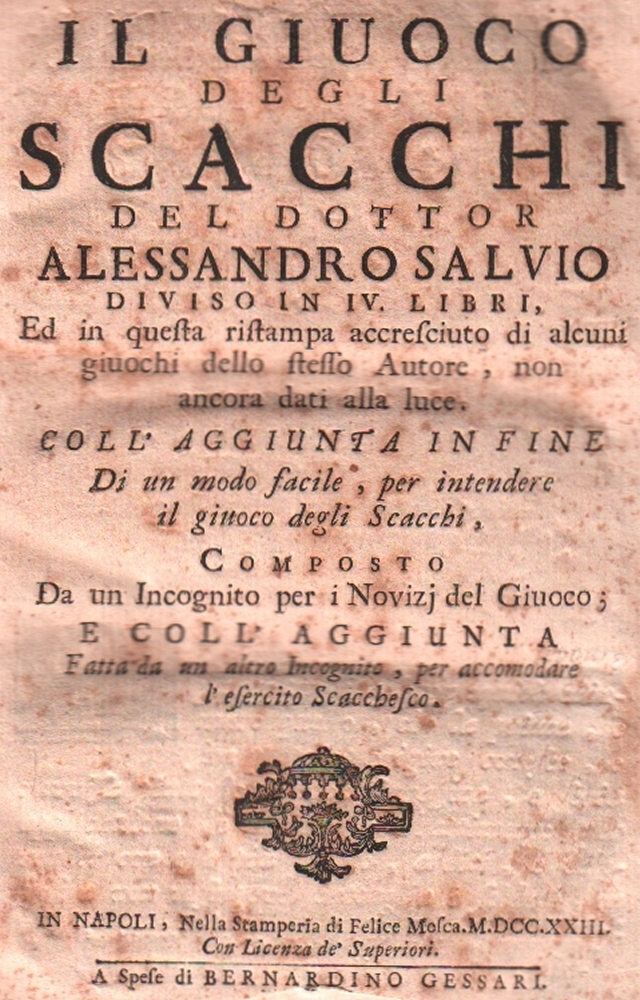 IL GIUOCO
DEGLI
SCACCHI
DEL DOTTOR
ALESSANDRO SALVIO
DIVISO IN IV. LIBRI,
Ed in queſta riſtampa accreſciuto di alcuni
giuochi dello ſteſſo Autore, non
ancora dati alla luce.
COLL' AGGIUNTA IN FINE
Di un modo facile, per intendere
il giuoco degli Scacchi,
COMPOSTO
Da un Incognito per i Novizj del Giuoco;
E COLL' AGGIUNTA
Fatta da un altro Incognito, per accomodare
l' eſercito Scaccheſco.
IN NAPOLI, Nella Stamperia di Felice Moſca. M.DCC.XXIII.
Con Licenza de' Superiori.
A Speſe di BERNARDINO GESSARI.